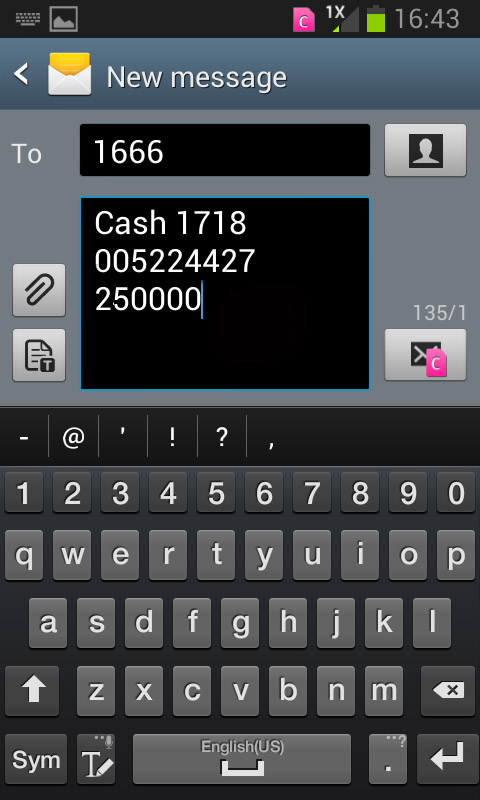 1X 16:43
New message
To 1666
Cash 1718
005224427
250000
135/1
C
- @ ' ! ? ,
1 2 3 4 5 6 7 8 9 0
q w e r t y u i o p
a s d f g h j k l
z x c v b n m
Sym T English(US) . ?